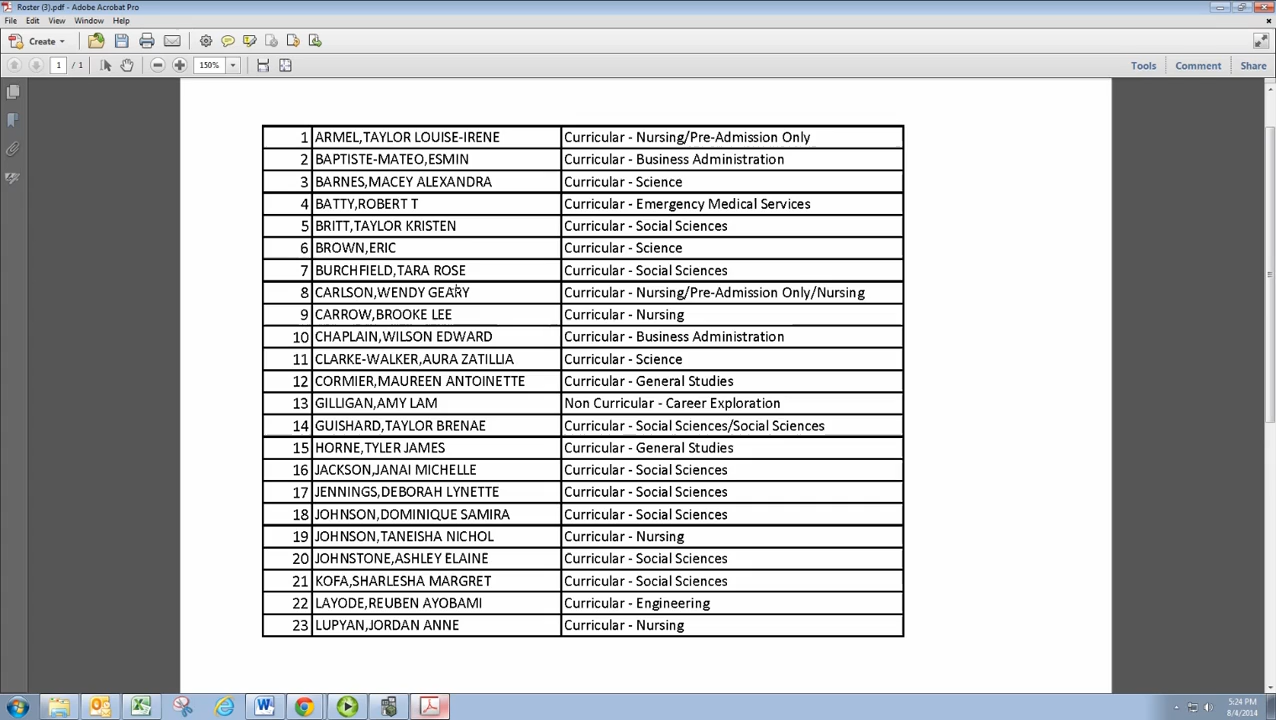 Roster (3).pdf - Adobe Acrobat Pro
File Edit View Window Help
Create
1 / 1 150% Tools Comment Share
1 ARMEL,TAYLOR LOUISE-IRENE Curricular - Nursing/Pre-Admission Only
2 BAPTISTE-MATEO,ESMIN Curricular - Business Administration
3 BARNES,MACEY ALEXANDRA Curricular - Science
4 BATTY,ROBERT T Curricular - Emergency Medical Services
5 BRITT,TAYLOR KRISTEN Curricular - Social Sciences
6 BROWN,ERIC Curricular - Science
7 BURCHFIELD,TARA ROSE Curricular - Social Sciences
8 CARLSON,WENDY GEARY Curricular - Nursing/Pre-Admission Only/Nursing
9 CARROW,BROOKE LEE Curricular - Nursing
10 CHAPLAIN,WILSON EDWARD Curricular - Business Administration
11 CLARKE-WALKER,AURA ZATILLIA Curricular - Science
12 CORMIER,MAUREEN ANTOINETTE Curricular - General Studies
13 GILLIGAN,AMY LAM Non Curricular - Career Exploration
14 GUISHARD,TAYLOR BRENAE Curricular - Social Sciences/Social Sciences
15 HORNE,TYLER JAMES Curricular - General Studies
16 JACKSON,JANAI MICHELLE Curricular - Social Sciences
17 JENNINGS,DEBORAH LYNETTE Curricular - Social Sciences
18 JOHNSON,DOMINIQUE SAMIRA Curricular - Social Sciences
19 JOHNSON,TANEISHA NICHOL Curricular - Nursing
20 JOHNSTONE,ASHLEY ELAINE Curricular - Social Sciences
21 KOFA,SHARLESHA MARGRET Curricular - Social Sciences
22 LAYODE,REUBEN AYOBAMI Curricular - Engineering
23 LUPYAN,JORDAN ANNE Curricular - Nursing
5:24 PM
8/4/2014